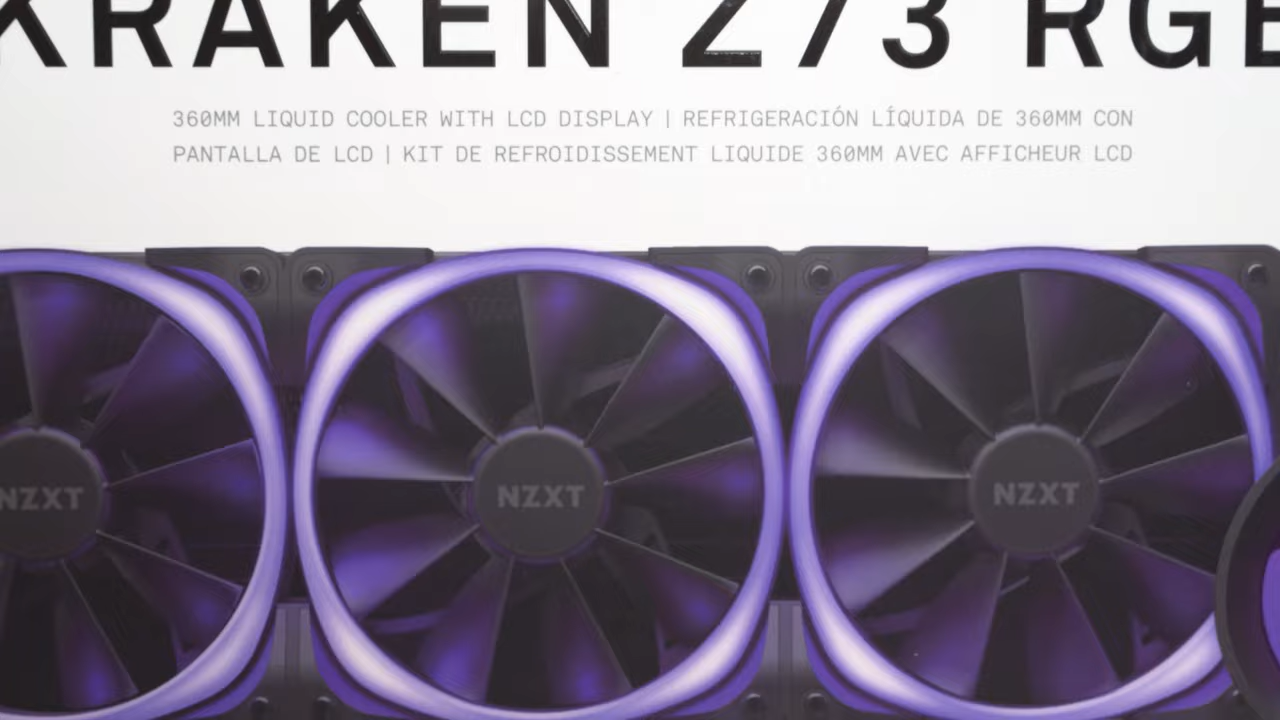 KRAKEN Z73 RGB
360MM LIQUID COOLER WITH LCD DISPLAY | REFRIGERACIÓN LÍQUIDA DE 360MM CON
PANTALLA DE LCD | KIT DE REFROIDISSEMENT LIQUIDE 360MM AVEC AFFICHEUR LCD
NZXT NZXT NZXT